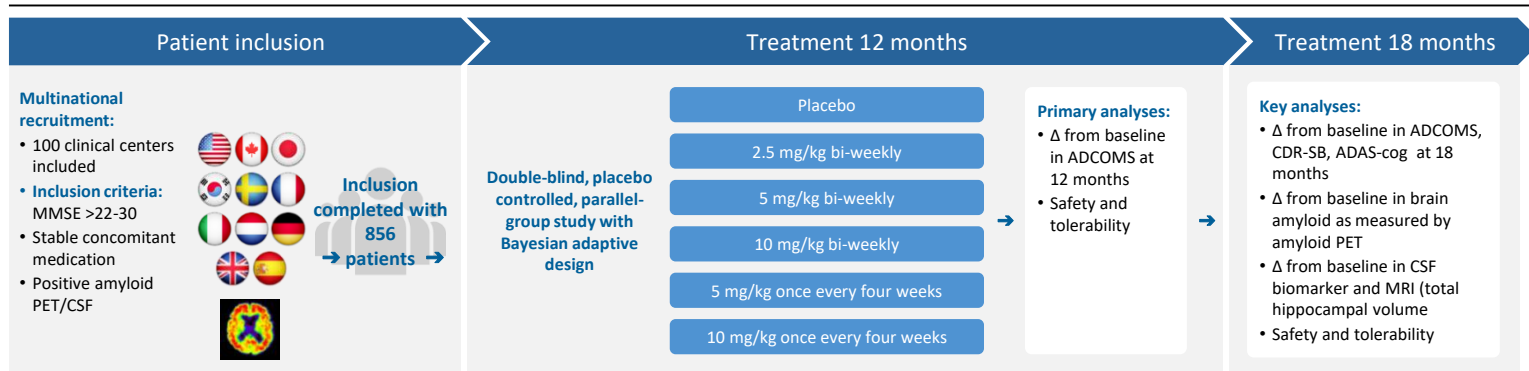 Patient inclusion
Treatment 12 months
Treatment 18 months
Multinational
recruitment:
• 100 clinical centers
included
• Inclusion criteria:
MMSE >22-30
• Stable concomitant
medication
• Positive amyloid
PET/CSF
Inclusion
completed with
856
➔ patients ➔
Double-blind, placebo
controlled, parallel-
group study with
Bayesian adaptive
design
Placebo
2.5 mg/kg bi-weekly
5 mg/kg bi-weekly
10 mg/kg bi-weekly
5 mg/kg once every four weeks
10 mg/kg once every four weeks
➔
Primary analyses:
• Δ from baseline
in ADCOMS at
12 months
• Safety and
tolerability
➔
Key analyses:
• Δ from baseline in ADCOMS,
CDR-SB, ADAS-cog at 18
months
• Δ from baseline in brain
amyloid as measured by
amyloid PET
• Δ from baseline in CSF
biomarker and MRI (total
hippocampal volume
• Safety and tolerability